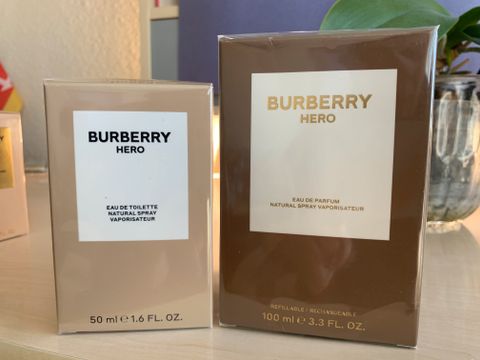 BURBERRY
HERO
EAU DE TOILETTE
NATURAL SPRAY
VAPORISATEUR
50 ml ℮ 1.6 FL. OZ.
BURBERRY
HERO
EAU DE PARFUM
NATURAL SPRAY VAPORISATEUR
REFILLABLE / RECHARGEABLE
100 ml ℮ 3.3 FL. OZ.